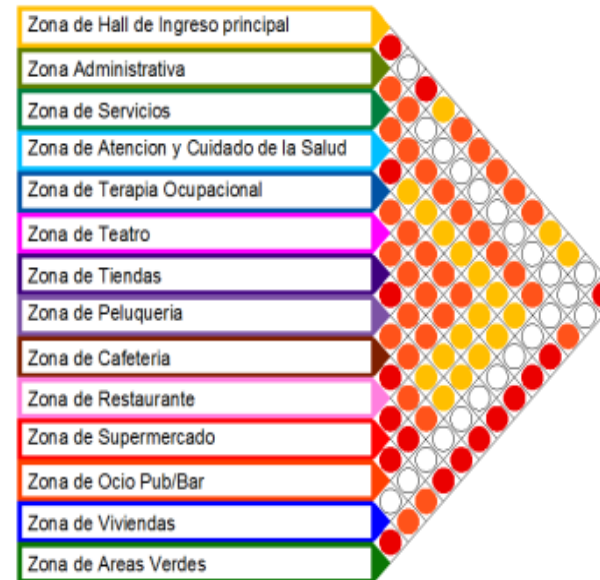 Zona de Hall de Ingreso principal
Zona Administrativa
Zona de Servicios
Zona de Atencion y Cuidado de la Salud
Zona de Terapia Ocupacional
Zona de Teatro
Zona de Tiendas
Zona de Peluqueria
Zona de Cafeteria
Zona de Restaurante
Zona de Supermercado
Zona de Ocio Pub/Bar
Zona de Viviendas
Zona de Areas Verdes